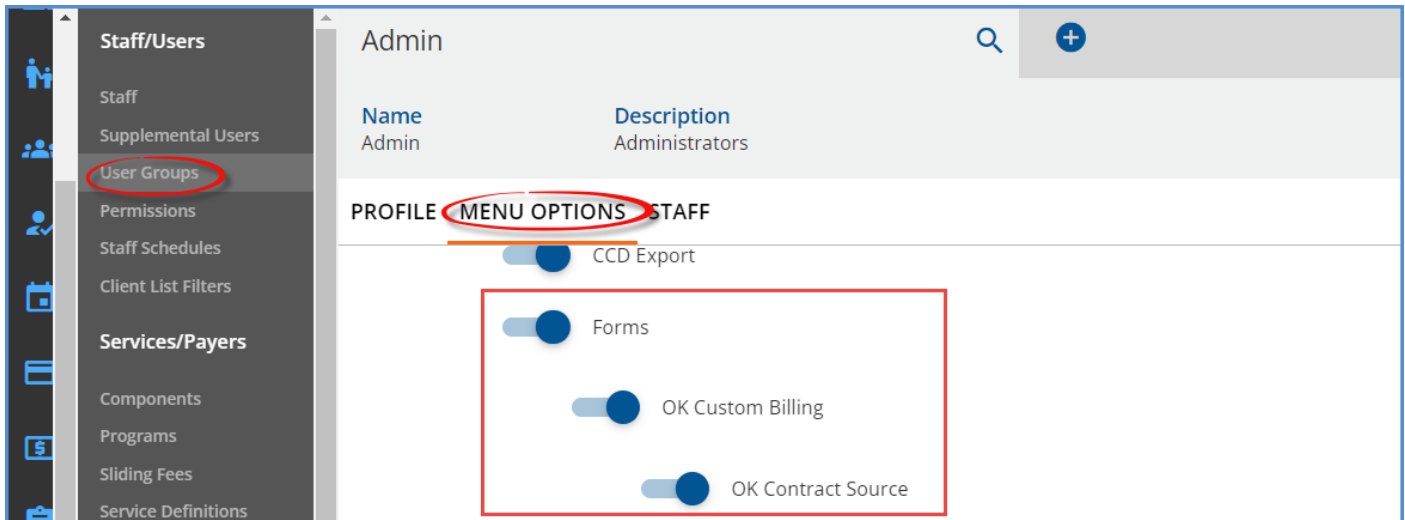 Staff/Users
Staff
Supplemental Users
User Groups
Permissions
Staff Schedules
Client List Filters
Services/Payers
Components
Programs
Sliding Fees
Service Definitions
Admin
Name Description
Admin Administrators
PROFILE MENU OPTIONS STAFF
CCD Export
Forms
OK Custom Billing
OK Contract Source